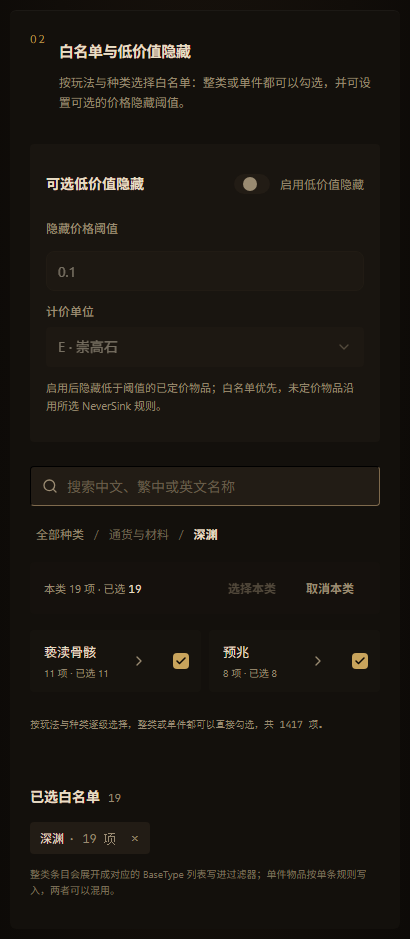 02
白名单与低价值隐藏
按玩法与种类选择白名单：整类或单件都可以勾选，并可设
置可选的价格隐藏阈值。
可选低价值隐藏
启用低价值隐藏
隐藏价格阈值
0.1
计价单位
E · 崇高石
启用后隐藏低于阈值的已定价物品；白名单优先，未定价物品沿
用所选 NeverSink 规则。
搜索中文、繁中或英文名称
全部种类 / 通货与材料 / 深渊
本类 19 项 · 已选 19
选择本类
取消本类
亵渎骨骸
11 项 · 已选 11
预兆
8 项 · 已选 8
按玩法与种类逐级选择，整类或单件都可以直接勾选，共 1417 项。
已选白名单 19
深渊 · 19 项 ×
整类条目会展开成对应的 BaseType 列表写进过滤器；单件物品按单条规则写
入，两者可以混用。